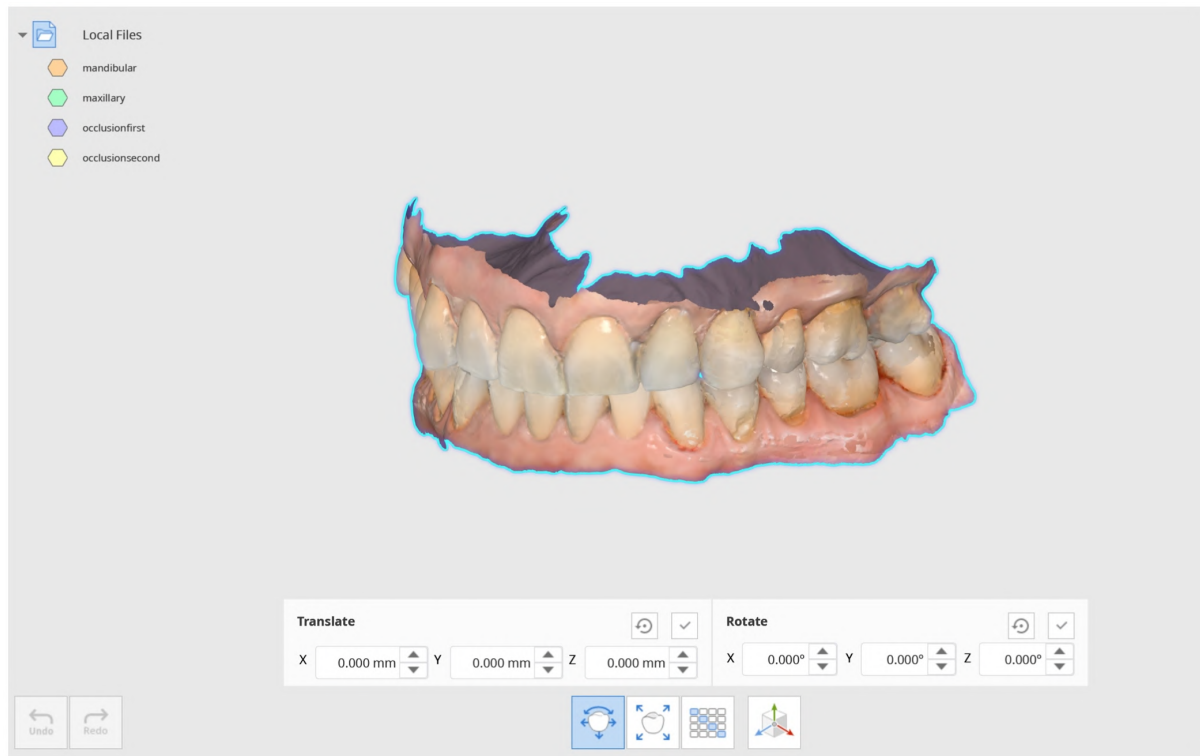 Local Files
mandibular
maxillary
occlusionfirst
occlusionsecond
Translate
X 0.000 mm Y 0.000 mm Z 0.000 mm
Rotate
X 0.000° Y 0.000° Z 0.000°
Undo Redo